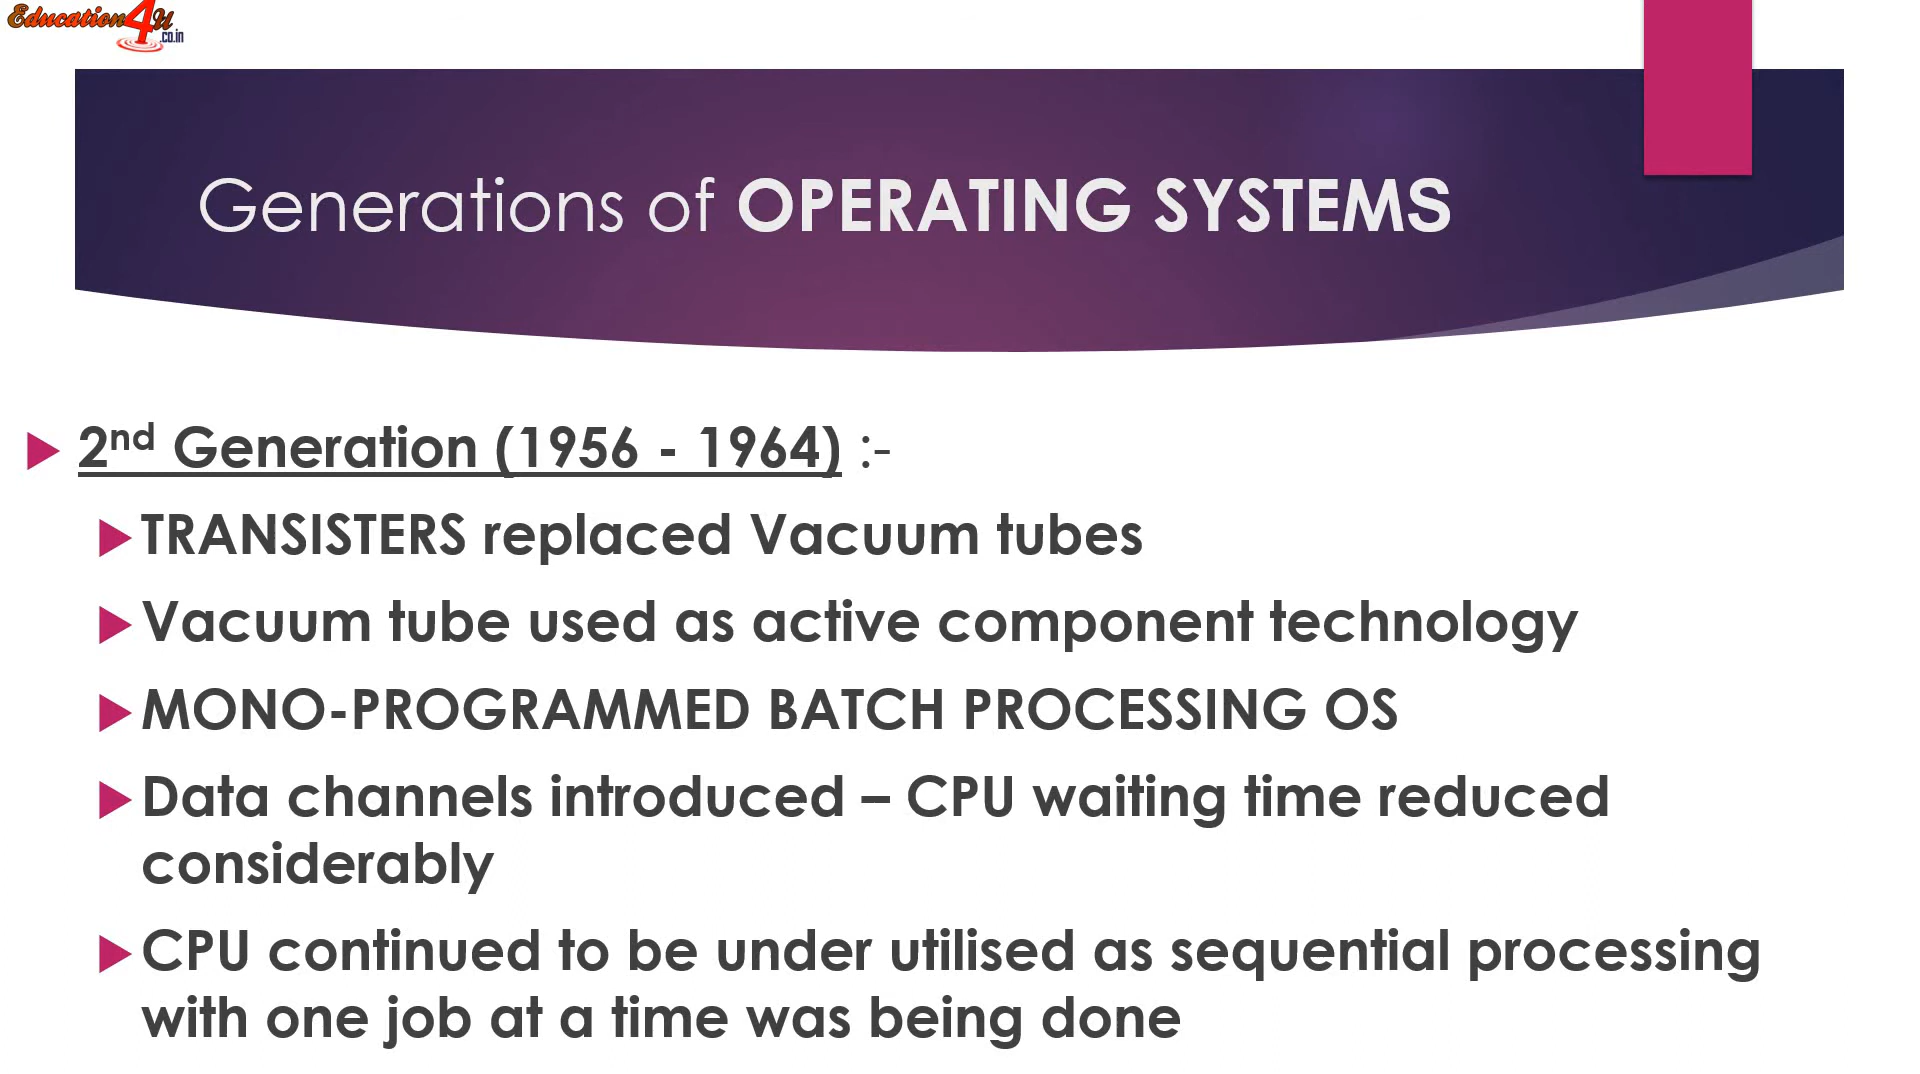 Education4u
.co.in
Generations of OPERATING SYSTEMS
2nd Generation (1956 - 1964) :-
TRANSISTERS replaced Vacuum tubes
Vacuum tube used as active component technology
MONO-PROGRAMMED BATCH PROCESSING OS
Data channels introduced – CPU waiting time reduced
considerably
CPU continued to be under utilised as sequential processing
with one job at a time was being done